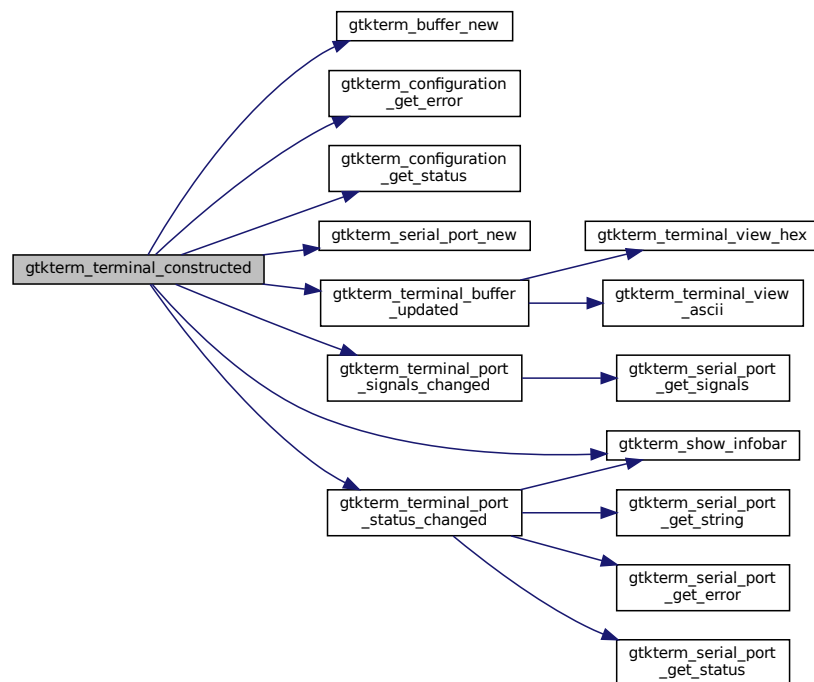 gtkterm_buffer_new
gtkterm_configuration
_get_error
gtkterm_configuration
_get_status
gtkterm_serial_port_new
gtkterm_terminal_view_hex
gtkterm_terminal_constructed
gtkterm_terminal_buffer
_updated
gtkterm_terminal_view
_ascii
gtkterm_terminal_port
_signals_changed
gtkterm_serial_port
_get_signals
gtkterm_show_infobar
gtkterm_terminal_port
_status_changed
gtkterm_serial_port
_get_string
gtkterm_serial_port
_get_error
gtkterm_serial_port
_get_status